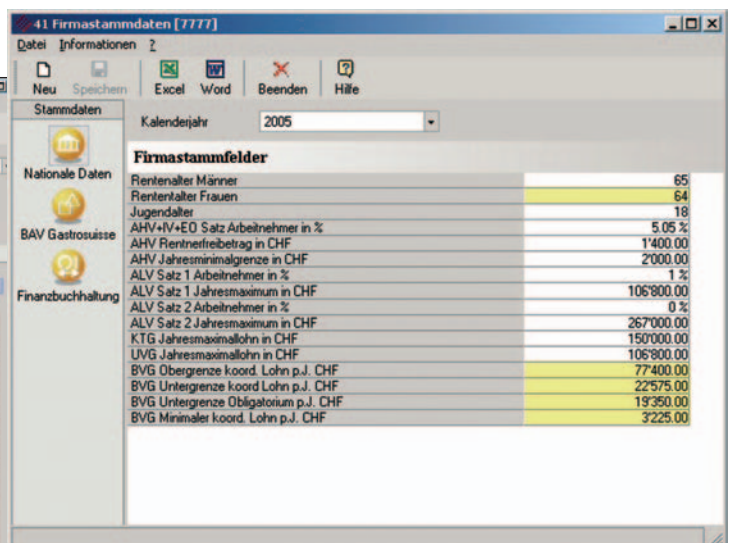 41 Firmastammdaten [7777]
Datei Informationen ?
Neu Speichern Excel Word Beenden Hilfe
Stammdaten
Nationale Daten
BAV Gastrosuisse
Finanzbuchhaltung
Kalenderjahr 2005
Firmastammfelder
Rentenalter Männer 65
Rententalter Frauen 64
Jugendalter 18
AHV+IV+EO Satz Arbeitnehmer in % 5.05 %
AHV Rentnerfreibetrag in CHF 1'400.00
AHV Jahresminimalgrenze in CHF 2'000.00
ALV Satz 1 Arbeitnehmer in % 1 %
ALV Satz 1 Jahresmaximum in CHF 106'800.00
ALV Satz 2 Arbeitnehmer in % 0 %
ALV Satz 2 Jahresmaximum in CHF 267'000.00
KTG Jahresmaximallohn in CHF 150'000.00
UVG Jahresmaximallohn in CHF 106'800.00
BVG Obergrenze koord. Lohn p.J. CHF 77'400.00
BVG Untergrenze koord Lohn p.J. CHF 22'575.00
BVG Untergrenze Obligatorium p.J. CHF 19'350.00
BVG Minimaler koord. Lohn p.J. CHF 3'225.00